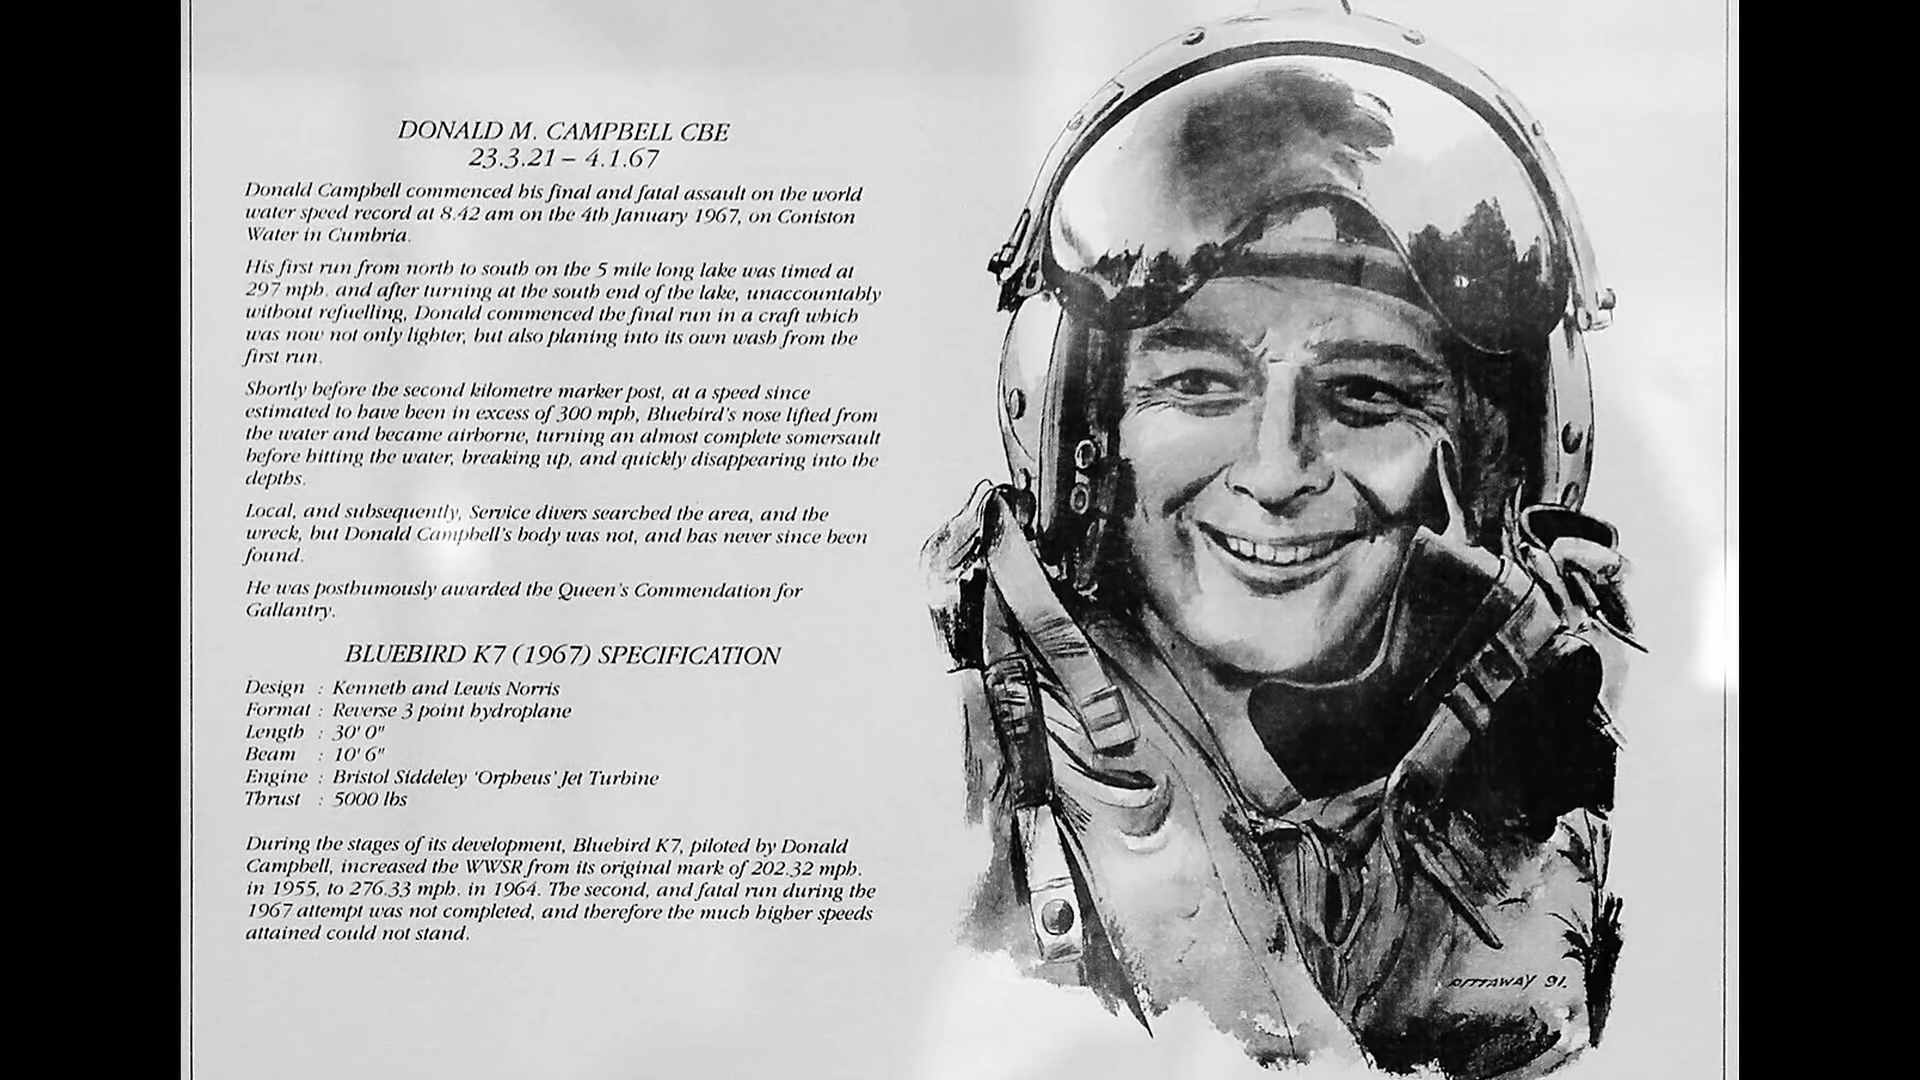 DONALD M. CAMPBELL CBE
23.3.21 – 4.1.67
Donald Campbell commenced his final and fatal assault on the world
water speed record at 8.42 am on the 4th January 1967, on Coniston
Water in Cumbria.
His first run from north to south on the 5 mile long lake was timed at
297 mph. and after turning at the south end of the lake, unaccountably
without refuelling, Donald commenced the final run in a craft which
was now not only lighter, but also planing into its own wash from the
first run.
Shortly before the second kilometre marker post, at a speed since
estimated to have been in excess of 300 mph, Bluebird's nose lifted from
the water and became airborne, turning an almost complete somersault
before hitting the water, breaking up, and quickly disappearing into the
depths.
Local, and subsequently, Service divers searched the area, and the
wreck, but Donald Campbell's body was not, and has never since been
found.
He was posthumously awarded the Queen's Commendation for
Gallantry.
BLUEBIRD K7 (1967) SPECIFICATION
Design : Kenneth and Lewis Norris
Format : Reverse 3 point hydroplane
Length : 30' 0"
Beam : 10' 6"
Engine : Bristol Siddeley 'Orpheus' Jet Turbine
Thrust : 5000 lbs
During the stages of its development, Bluebird K7, piloted by Donald
Campbell, increased the WWSR from its original mark of 202.32 mph.
in 1955, to 276.33 mph. in 1964. The second, and fatal run during the
1967 attempt was not completed, and therefore the much higher speeds
attained could not stand.
PITTAWAY 91.